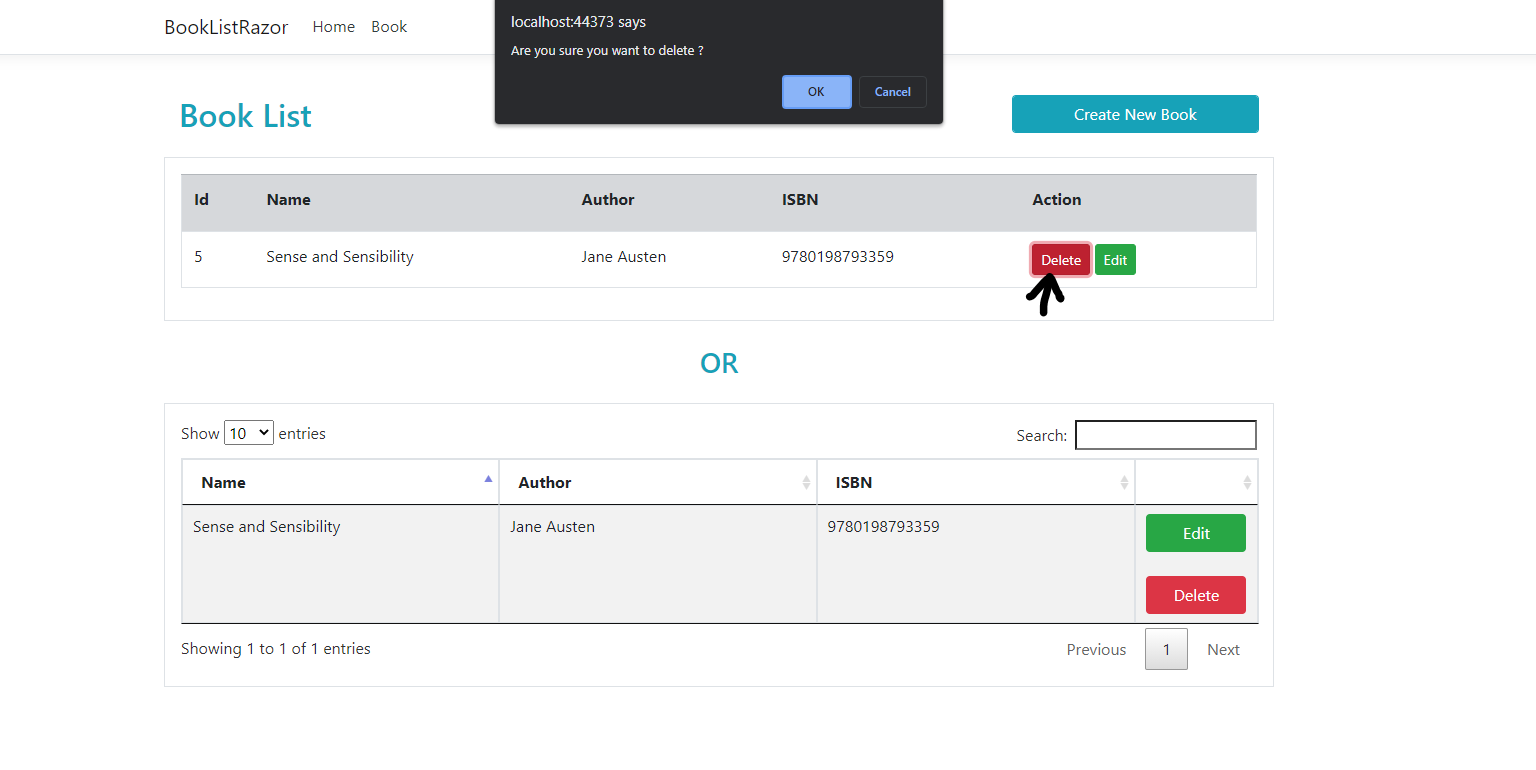 BookListRazor Home Book
localhost:44373 says
Are you sure you want to delete ?
OK Cancel
Book List
Create New Book
Id Name Author ISBN Action
5 Sense and Sensibility Jane Austen 9780198793359 Delete Edit
OR
Show 10 entries Search:
Name Author ISBN
Sense and Sensibility Jane Austen 9780198793359 Edit
Delete
Showing 1 to 1 of 1 entries Previous 1 Next